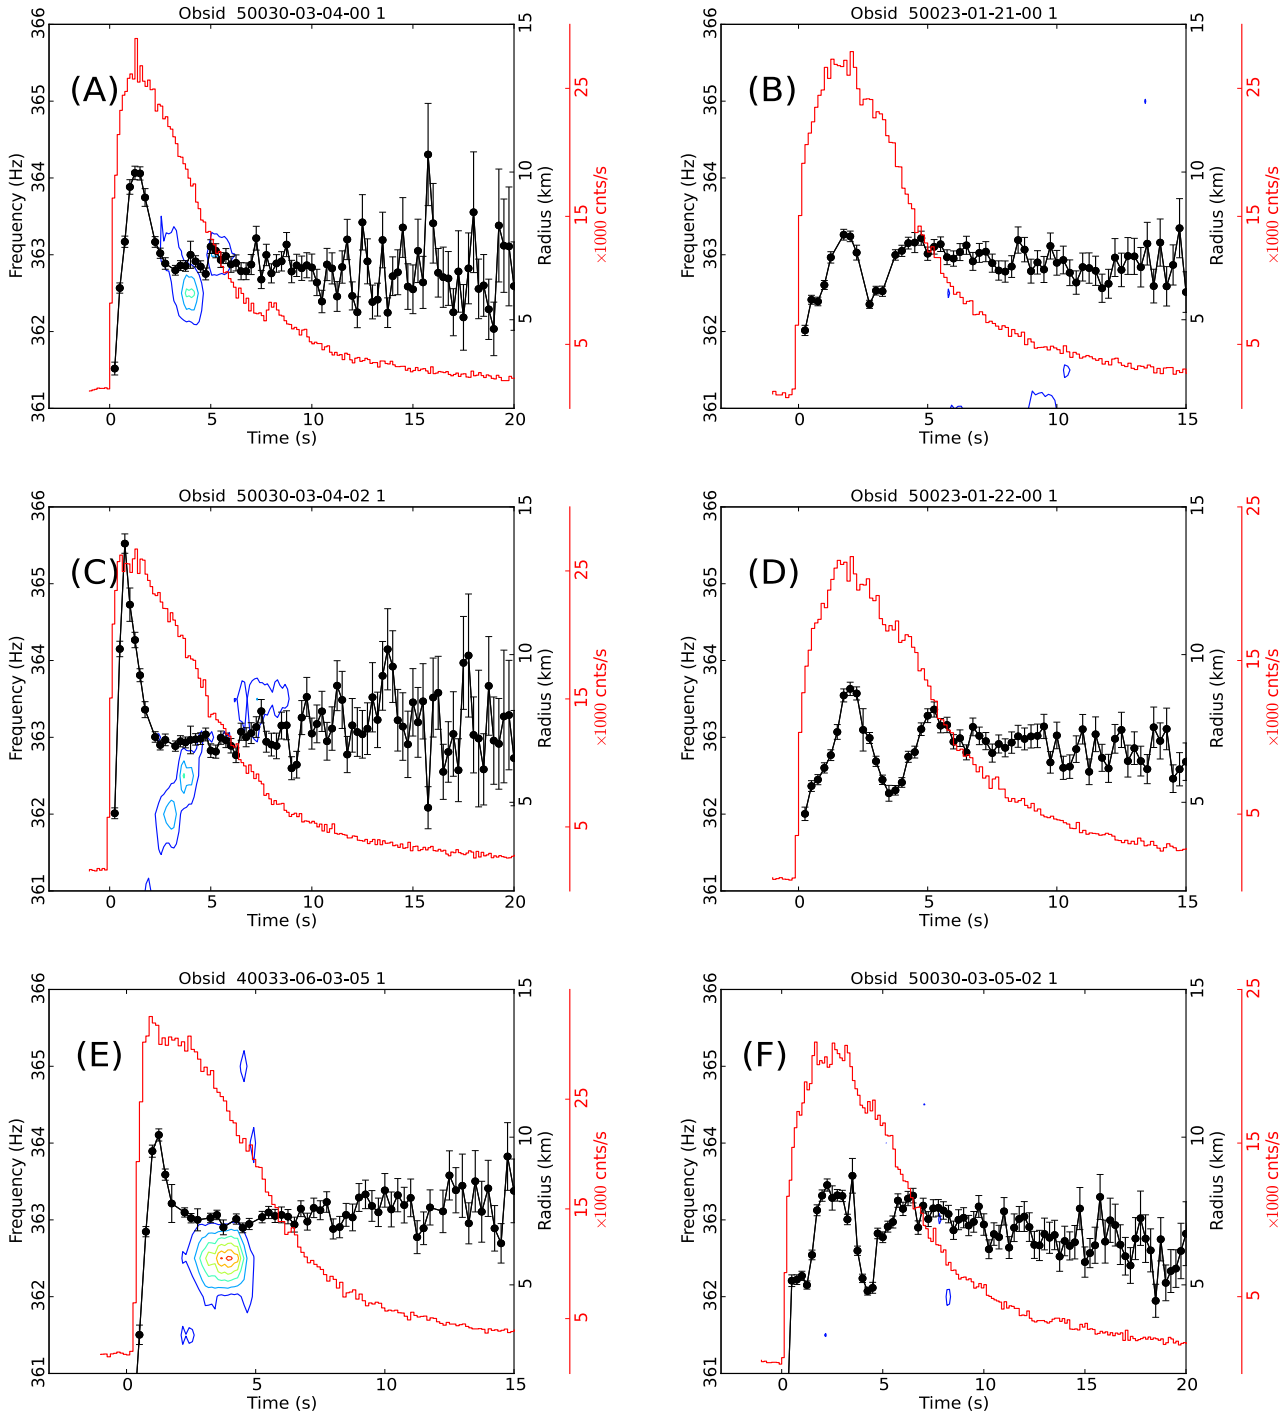 Obsid 50030-03-04-00 1
(A)
Frequency (Hz)
361 362 363 364 365 366
Time (s)
0 5 10 15 20
Radius (km)
5 10 15
×1000 cnts/s
5 15 25
Obsid 50023-01-21-00 1
(B)
Frequency (Hz)
361 362 363 364 365 366
Time (s)
0 5 10 15
Radius (km)
5 10 15
×1000 cnts/s
5 15 25
Obsid 50030-03-04-02 1
(C)
Frequency (Hz)
361 362 363 364 365 366
Time (s)
0 5 10 15 20
Radius (km)
5 10 15
×1000 cnts/s
5 15 25
Obsid 50023-01-22-00 1
(D)
Frequency (Hz)
361 362 363 364 365 366
Time (s)
0 5 10 15
Radius (km)
5 10 15
×1000 cnts/s
5 15 25
Obsid 40033-06-03-05 1
(E)
Frequency (Hz)
361 362 363 364 365 366
Time (s)
0 5 10 15
Radius (km)
5 10 15
×1000 cnts/s
5 15 25
Obsid 50030-03-05-02 1
(F)
Frequency (Hz)
361 362 363 364 365 366
Time (s)
0 5 10 15 20
Radius (km)
5 10 15
×1000 cnts/s
5 15 25